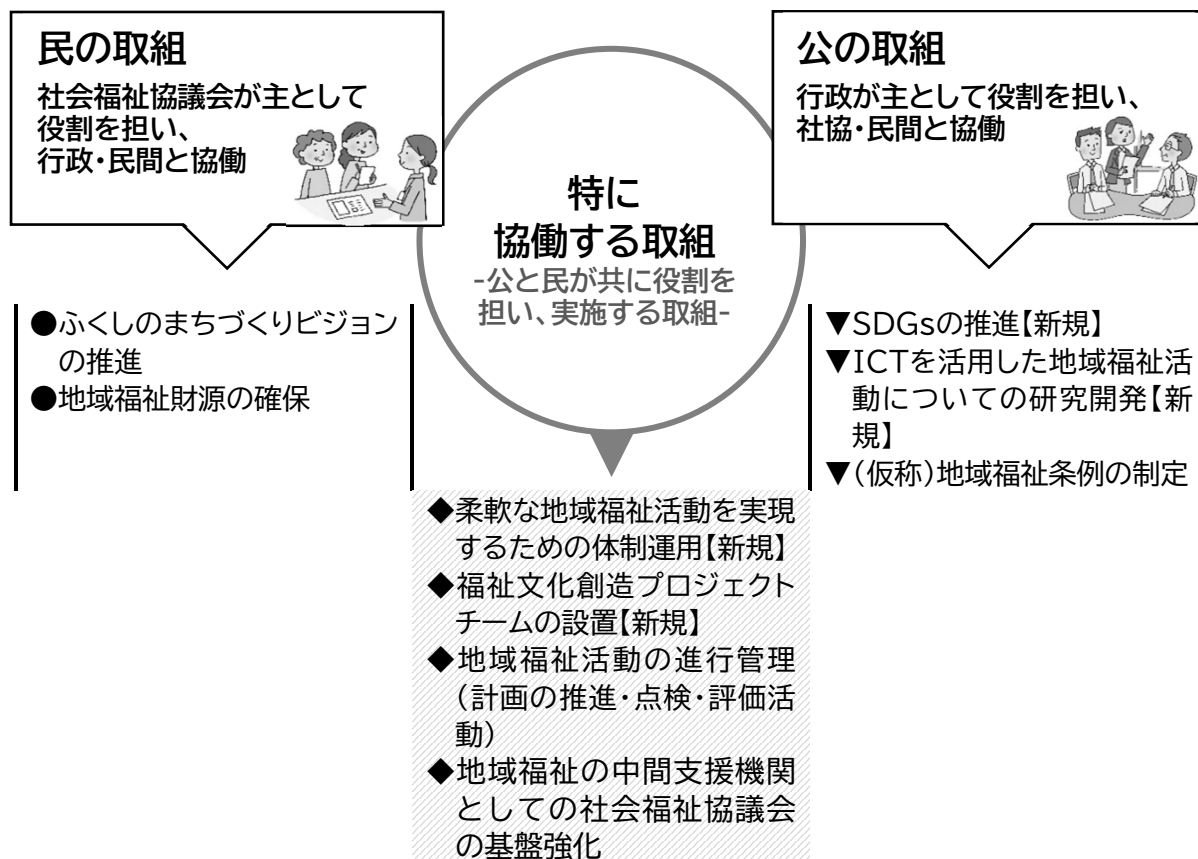 民の取組
社会福祉協議会が主として
役割を担い、
行政・民間と協働
特に
協働する取組
-公と民が共に役割を
担い、実施する取組-
公の取組
行政が主として役割を担い、
社協・民間と協働
●ふくしのまちづくりビジョン
の推進
●地域福祉財源の確保
▼SDGsの推進【新規】
▼ICTを活用した地域福祉活
動についての研究開発【新
規】
▼(仮称)地域福祉条例の制定
◆柔軟な地域福祉活動を実現
するための体制運用【新規】
◆福祉文化創造プロジェクト
チームの設置【新規】
◆地域福祉活動の進行管理
(計画の推進・点検・評価活
動)
◆地域福祉の中間支援機関
としての社会福祉協議会
の基盤強化